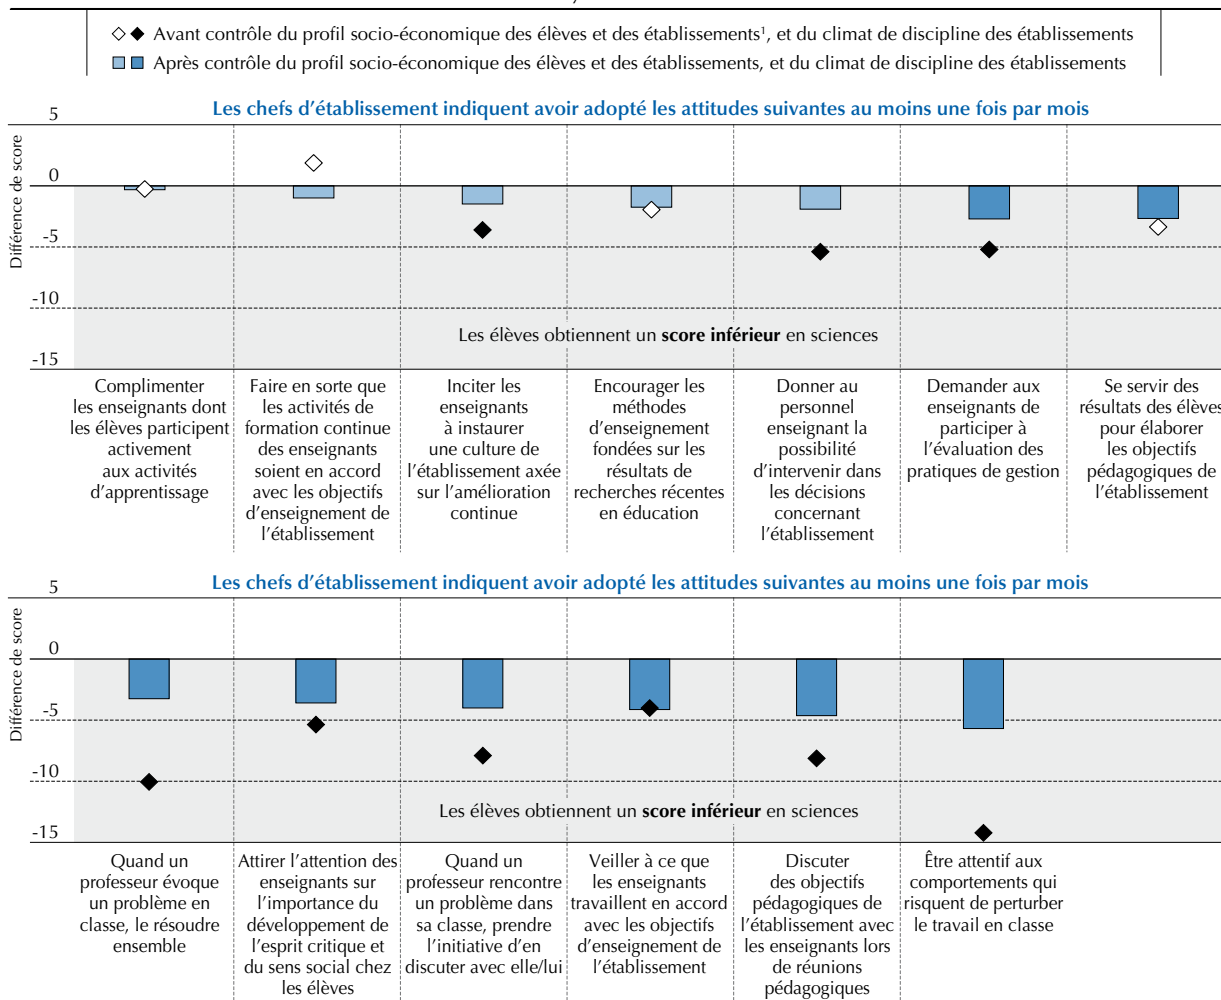 Avant contrôle du profil socio-économique des élèves et des établissements¹, et du climat de discipline des établissements
Après contrôle du profil socio-économique des élèves et des établissements, et du climat de discipline des établissements
Les chefs d'établissement indiquent avoir adopté les attitudes suivantes au moins une fois par mois
Différence de score
5
0
-5
-10
-15
Les élèves obtiennent un score inférieur en sciences
Complimenter
les enseignants dont
les élèves participent
activement
aux activités
d'apprentissage
Faire en sorte que
les activités de
formation continue
des enseignants
soient en accord
avec les objectifs
d'enseignement de
l'établissement
Inciter les
enseignants
à instaurer
une culture de
l'établissement axée
sur l'amélioration
continue
Encourager les
méthodes
d'enseignement
fondées sur les
résultats de
recherches récentes
en éducation
Donner au
personnel
enseignant la
possibilité
d'intervenir dans
les décisions
concernant
l'établissement
Demander aux
enseignants de
participer à
l'évaluation des
pratiques de gestion
Se servir des
résultats des élèves
pour élaborer
les objectifs
pédagogiques de
l'établissement
Les chefs d'établissement indiquent avoir adopté les attitudes suivantes au moins une fois par mois
Différence de score
5
0
-5
-10
-15
Les élèves obtiennent un score inférieur en sciences
Quand un
professeur évoque
un problème en
classe, le résoudre
ensemble
Attirer l'attention des
enseignants sur
l'importance du
développement de
l'esprit critique et
du sens social chez
les élèves
Quand un
professeur rencontre
un problème dans
sa classe, prendre
l'initiative d'en
discuter avec elle/lui
Veiller à ce que
les enseignants
travaillent en accord
avec les objectifs
d'enseignement de
l'établissement
Discuter
des objectifs
pédagogiques de
l'établissement avec
les enseignants lors
de réunions
pédagogiques
Être attentif aux
comportements qui
risquent de perturber
le travail en classe